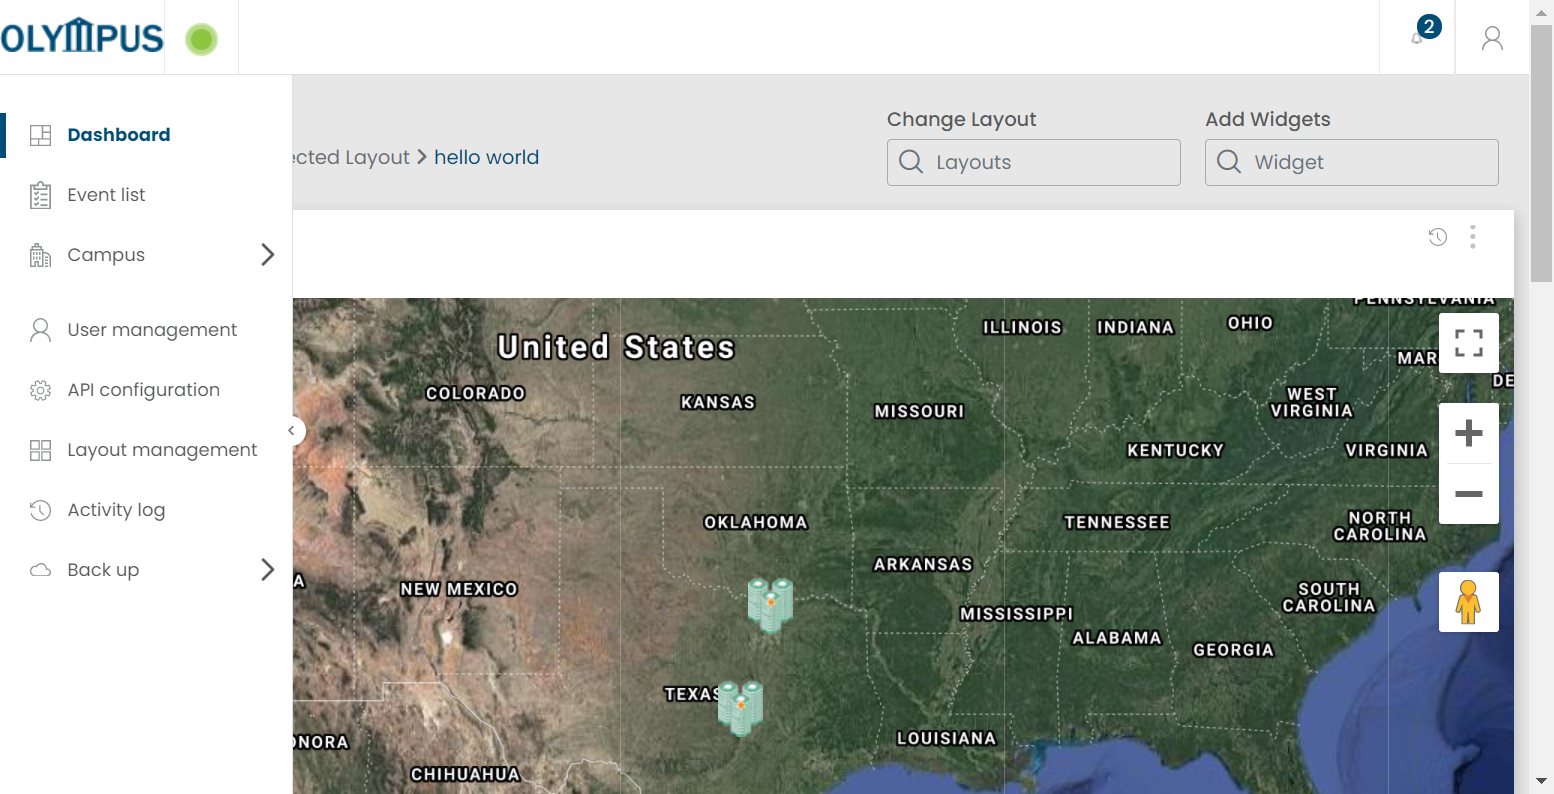 OLYMPUS
2
Dashboard
Event list
Campus
User management
API configuration
Layout management
Activity log
Back up
ected Layout > hello world
Change Layout
Layouts
Add Widgets
Widget
PENNSYLVANIA
ILLINOIS
INDIANA
OHIO
United States
MAR
DE
COLORADO
KANSAS
MISSOURI
WEST
VIRGINIA
KENTUCKY
VIRGINIA
OKLAHOMA
TENNESSEE
NORTH
CAROLINA
ARKANSAS
A
NEW MEXICO
SOUTH
CAROLINA
MISSISSIPPI
ALABAMA
GEORGIA
TEXAS
ONORA
LOUISIANA
CHIHUAHUA